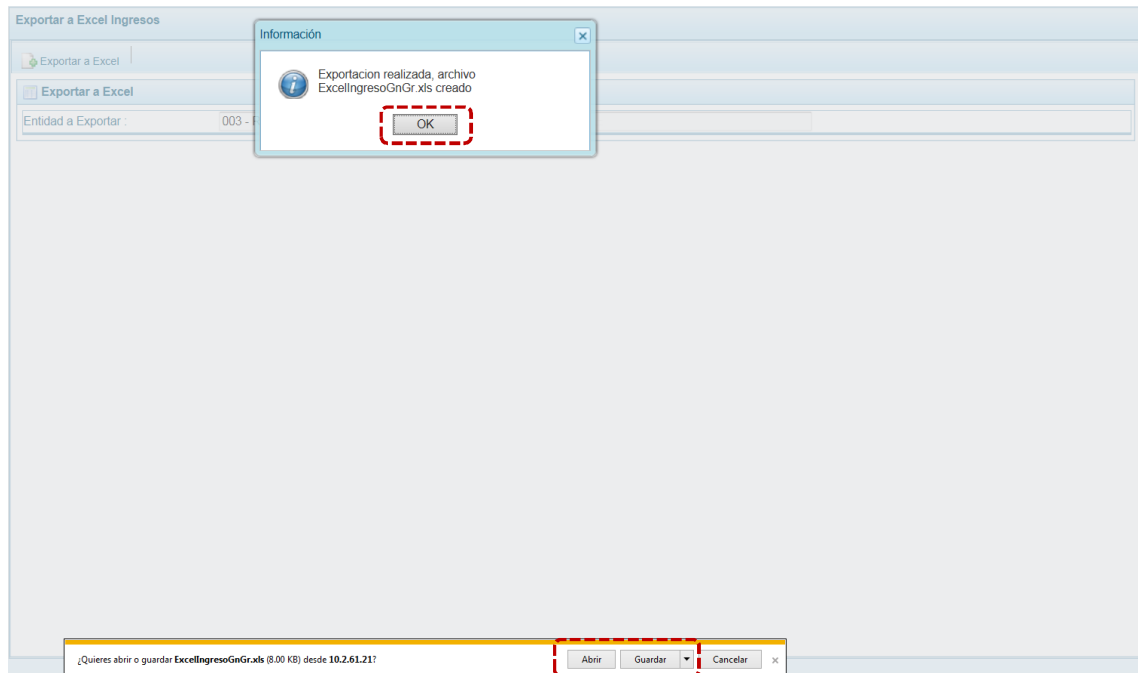 Exportar a Excel Ingresos
Información
Exportar a Excel
Exportacion realizada, archivo
ExcelIngresoGnGr.xls creado
OK
Exportar a Excel
Entidad a Exportar :
003 -
¿Quieres abrir o guardar ExcelIngresoGnGr.xls (8.00 KB) desde 10.2.61.21?
Abrir
Guardar
Cancelar